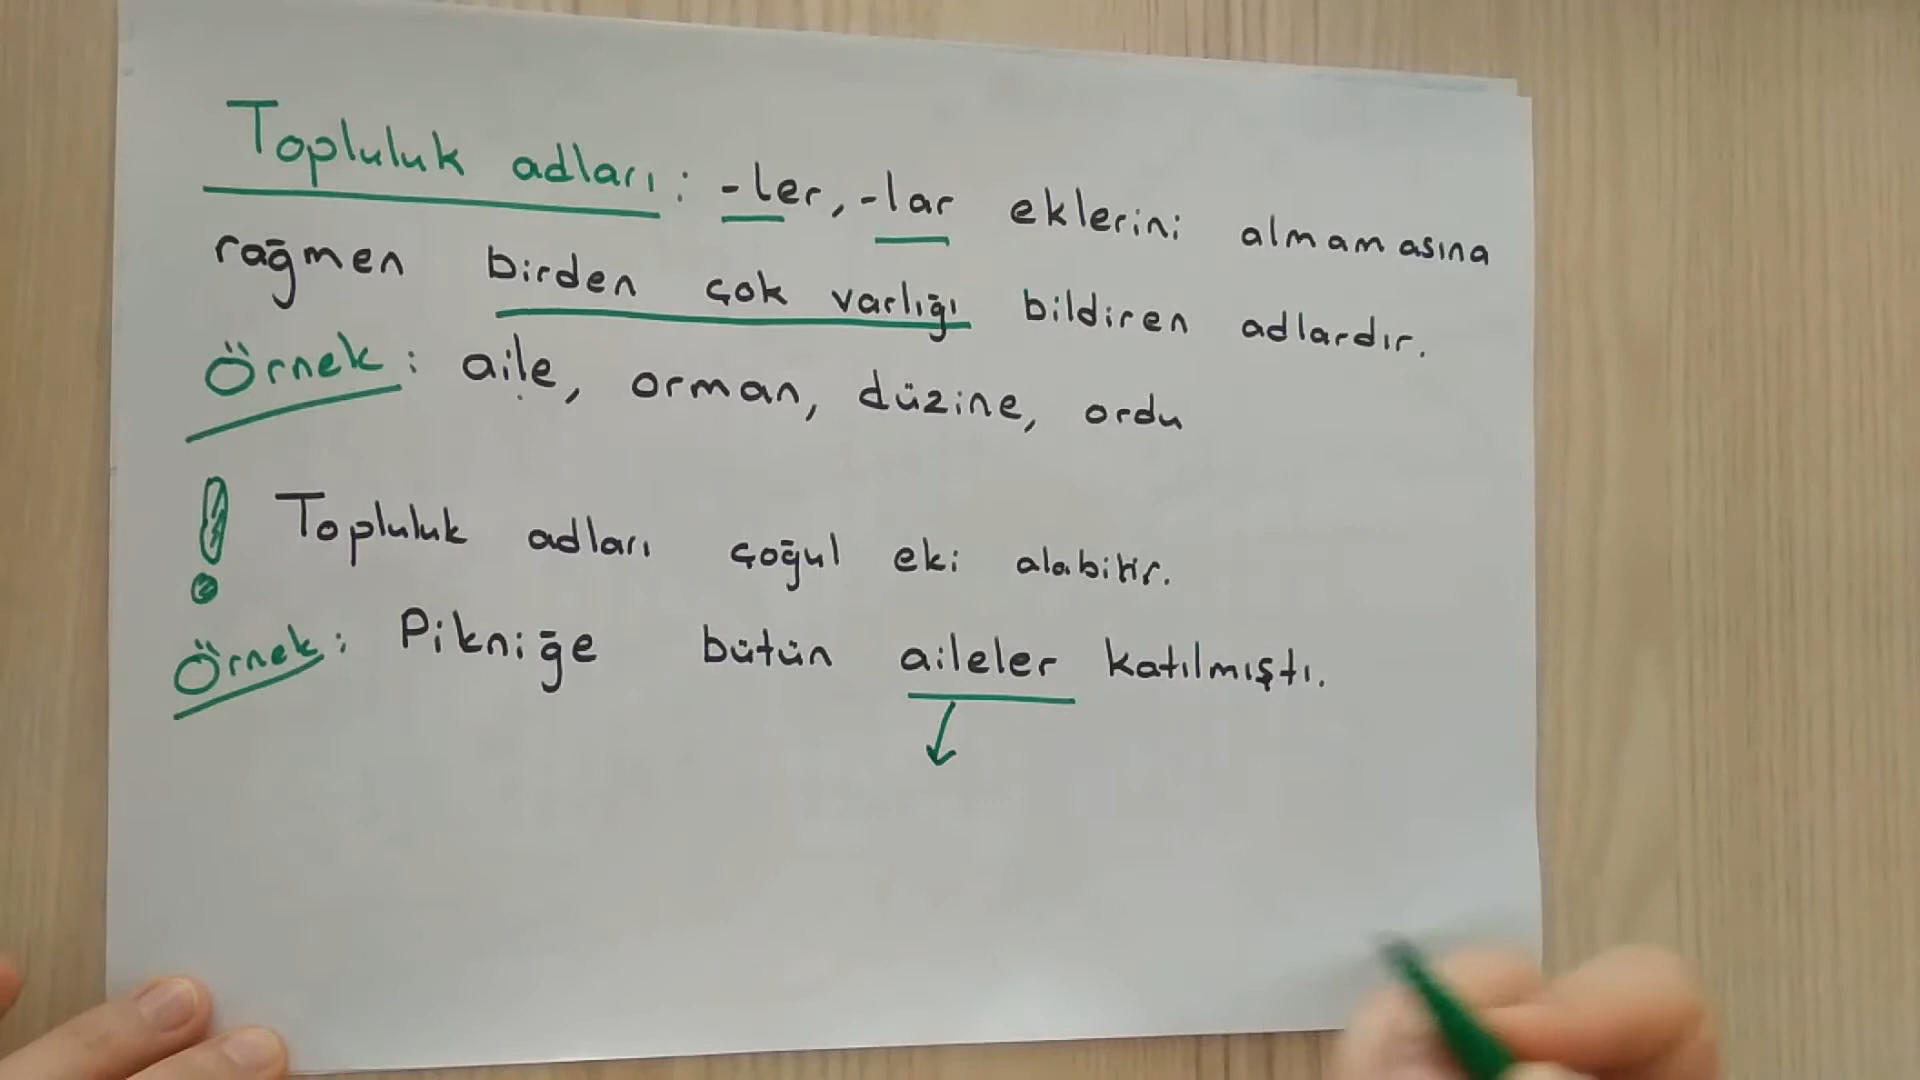 Topluluk adları: -ler, -lar eklerini almamasına
rağmen birden çok varlığı bildiren adlardır.
Örnek: aile, orman, düzine, ordu
! Topluluk adları çoğul eki alabilir.
Örnek: Pikniğe bütün aileler katılmıştı.